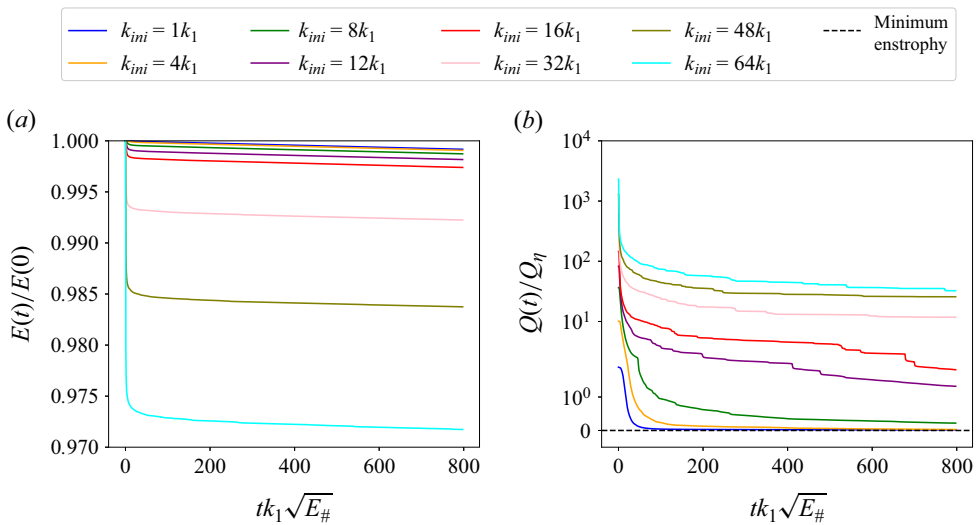 k_ini = 1k_1 k_ini = 8k_1 k_ini = 16k_1 k_ini = 48k_1 Minimum enstrophy
k_ini = 4k_1 k_ini = 12k_1 k_ini = 32k_1 k_ini = 64k_1
(a)
1.000
0.995
0.990
0.985
0.980
0.975
0.970
E(t)/E(0)
0 200 400 600 800
tk_1√E_#
(b)
10^4
10^3
10^2
10^1
10^0
0
Q(t)/Q_η
0 200 400 600 800
tk_1√E_#